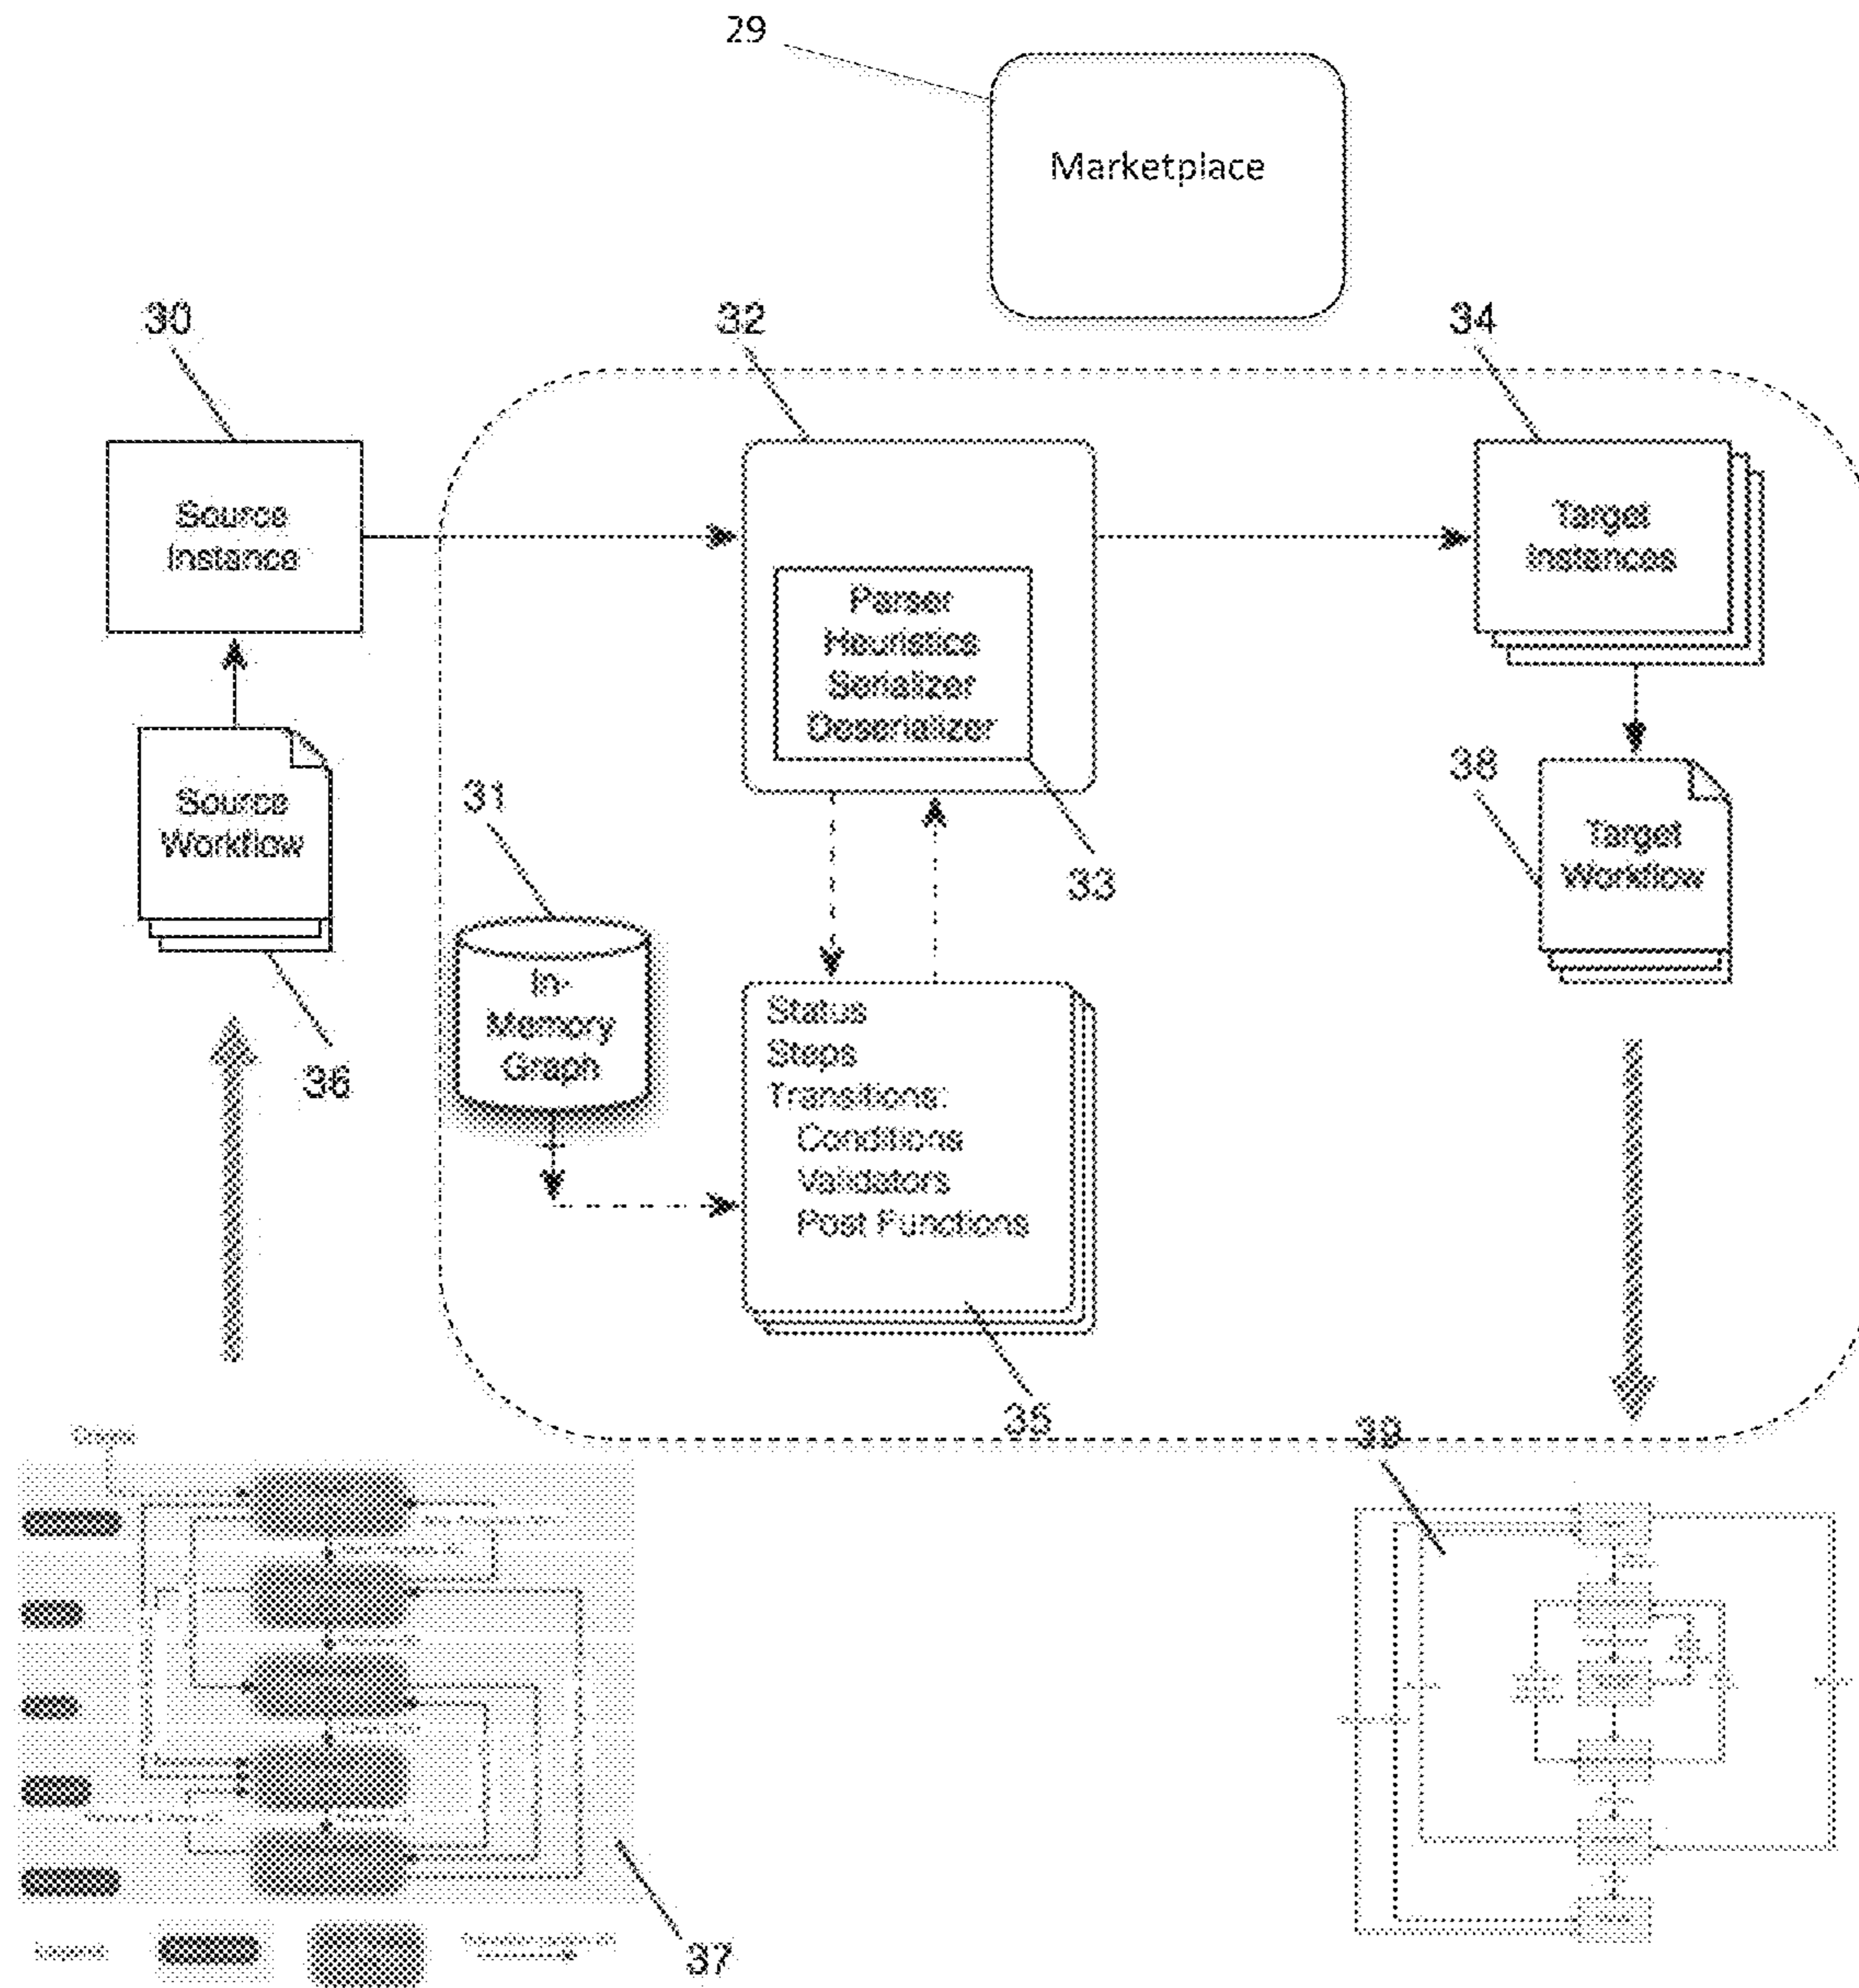 29
Marketplace
30
32
34
Source
Instance
Target
Instances
Parser
Heuristics
Serializer
Deserializer
Source
Workflow
31
33
38
Target
Workflow
In-
Memory
Graph
36
Status
Steps
Transitions:
Conditions
Validators
Post Functions
35
39
Create
37